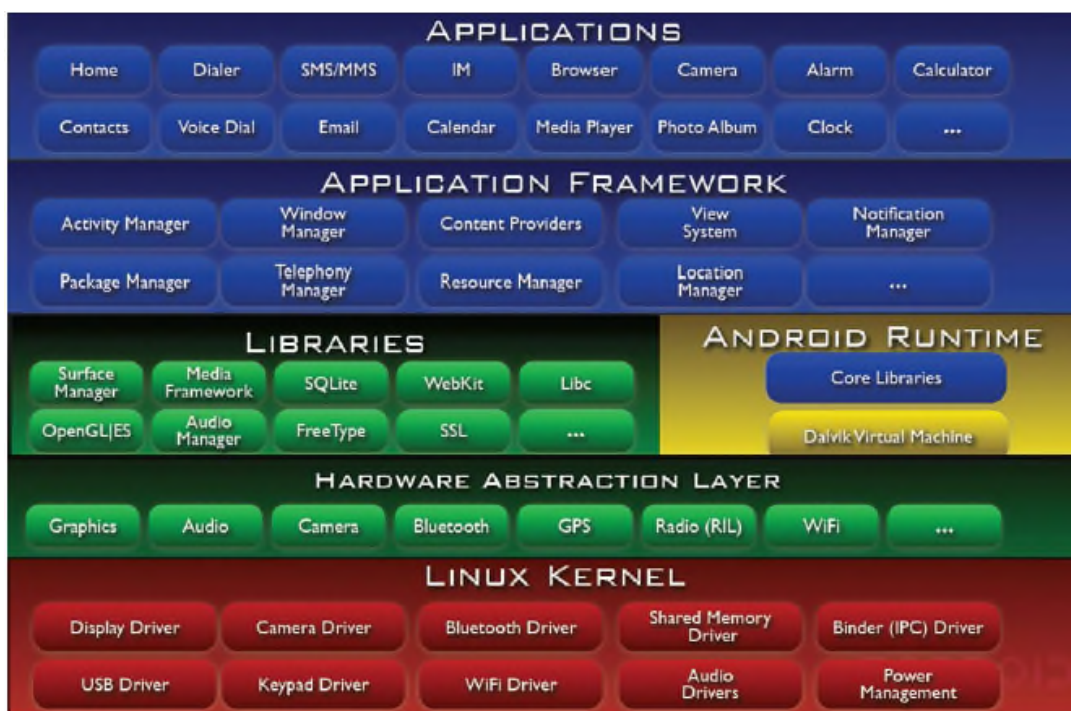 APPLICATIONS
Home Dialer SMS/MMS IM Browser Camera Alarm Calculator
Contacts Voice Dial Email Calendar Media Player Photo Album Clock ...
APPLICATION FRAMEWORK
Activity Manager
Window
Manager
Content Providers
View
System
Notification
Manager
Package Manager
Telephony
Manager
Resource Manager
Location
Manager
...
LIBRARIES
Surface
Manager
Media
Framework
SQLite
WebKit
Libc
OpenGL|ES
Audio
Manager
FreeType
SSL
...
ANDROID RUNTIME
Core Libraries
Dalvik Virtual Machine
HARDWARE ABSTRACTION LAYER
Graphics Audio Camera Bluetooth GPS Radio (RIL) WiFi ...
LINUX KERNEL
Display Driver
Camera Driver
Bluetooth Driver
Shared Memory
Driver
Binder (IPC) Driver
USB Driver
Keypad Driver
WiFi Driver
Audio
Drivers
Power
Management